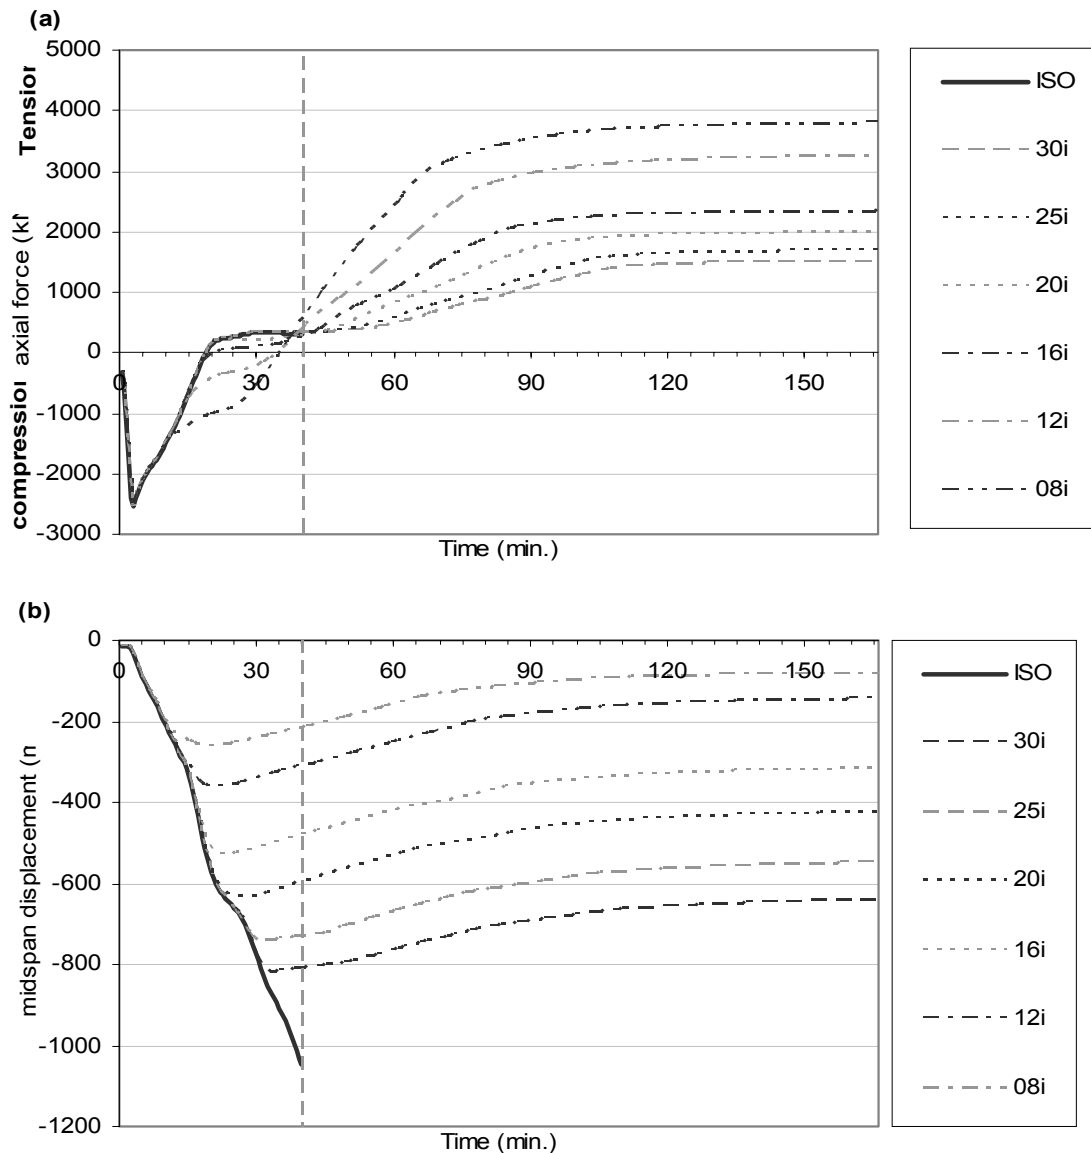 (a)
Tension
compression axial force (kN
5000
4000
3000
2000
1000
0
-1000
-2000
-3000
0 30 60 90 120 150
Time (min.)
ISO
30i
25i
20i
16i
12i
08i
(b)
midspan displacement (n
0
-200
-400
-600
-800
-1000
-1200
0 30 60 90 120 150
Time (min.)
ISO
30i
25i
20i
16i
12i
08i